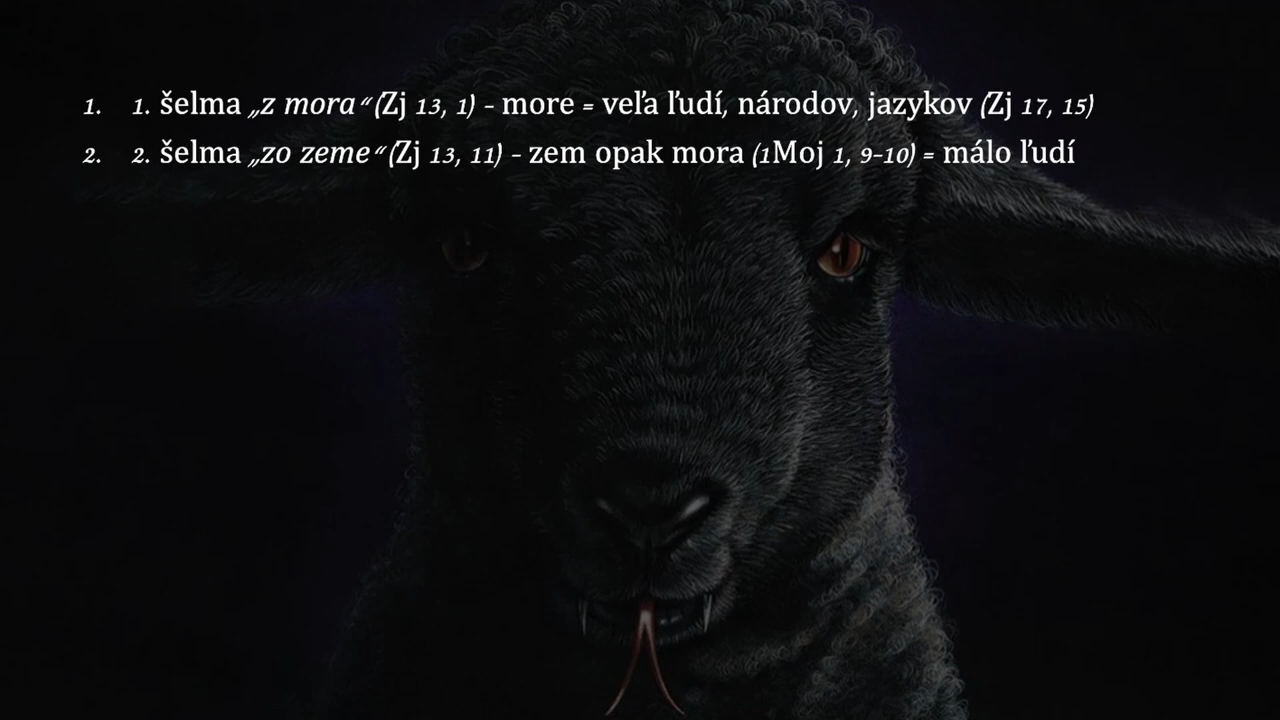 1. 1. šelma „z mora“ (Zj 13, 1) – more = veľa ľudí, národov, jazykov (Zj 17, 15)
2. 2. šelma „zo zeme“ (Zj 13, 11) – zem opak mora (1Moj 1, 9-10) = málo ľudí